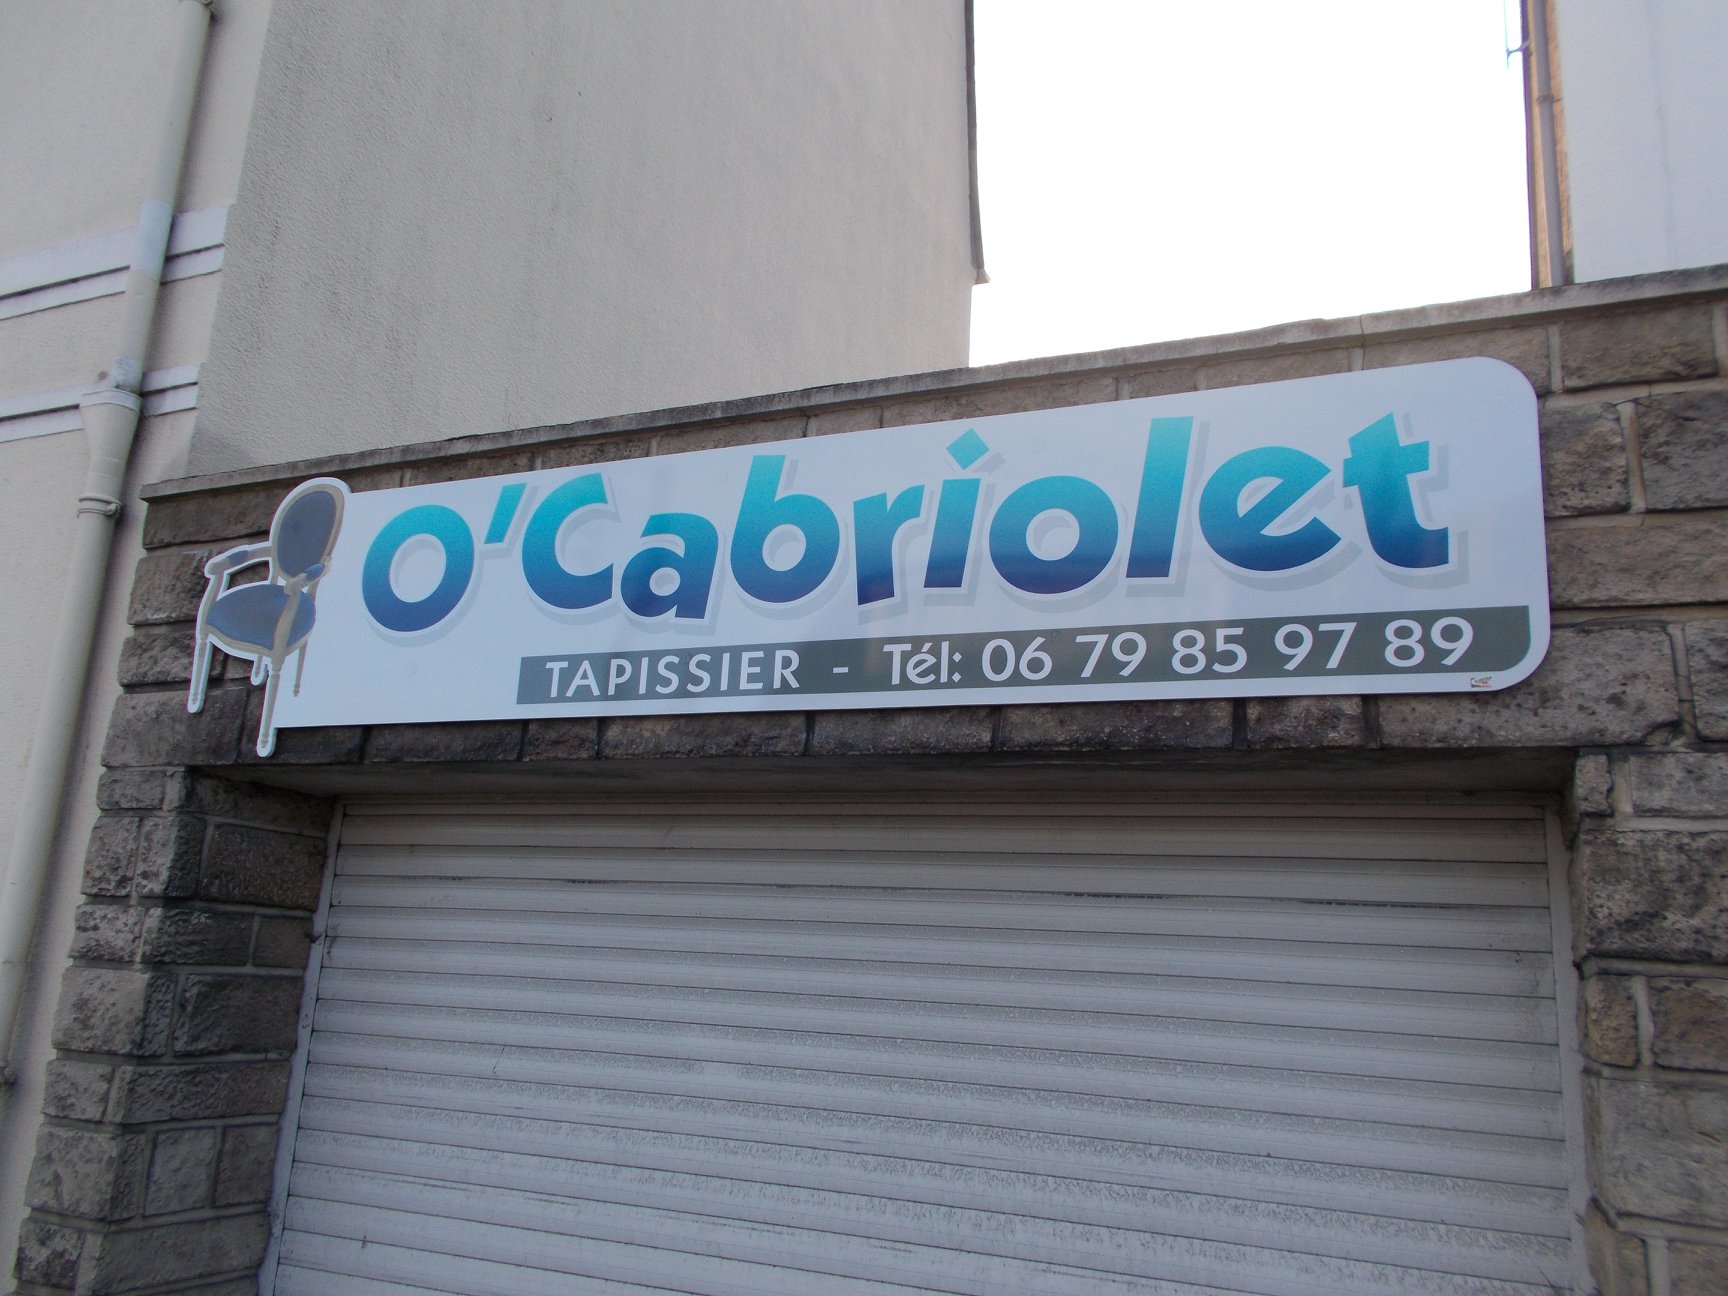 O'Cabriolet
TAPISSIER - Tél: 06 79 85 97 89